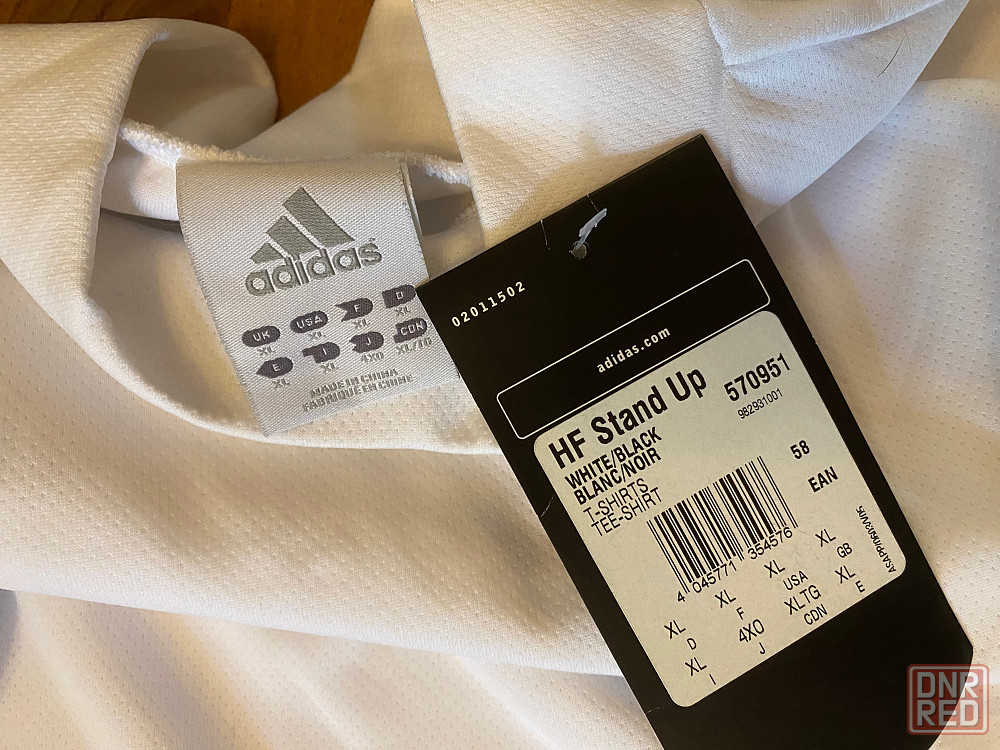 adidas
UK USA F D
XL XL XL XL
E I J CDN
XL XL 4XO XL/TG
MADE IN CHINA
FABRIQUE EN CHINE
02011502
adidas.com
HF Stand Up 570951
982931001
WHITE/BLACK
BLANC/NOIR
T-SHIRTS
TEE-SHIRT
58
EAN
4 045771 354576
XL XL XL XL
D F USA GB
XL 4XO XLTG XL
I J CDN E
DNR
RED